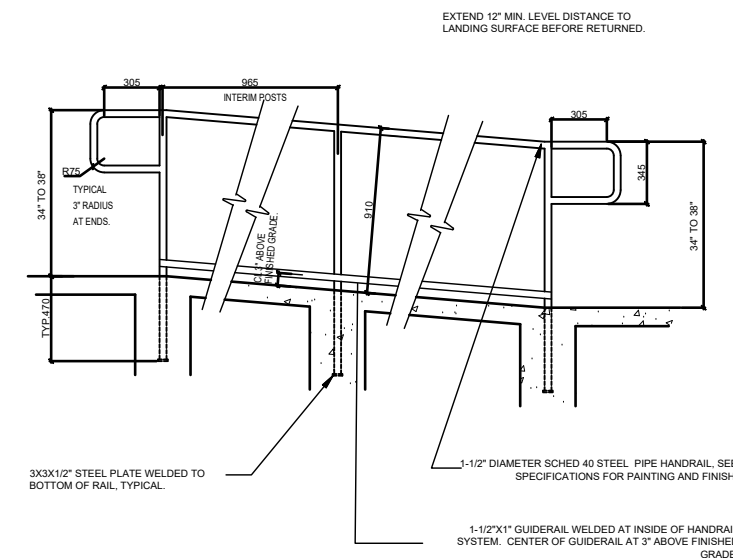 EXTEND 12" MIN. LEVEL DISTANCE TO
LANDING SURFACE BEFORE RETURNED.
305
965
INTERIM POSTS
305
R75
TYPICAL
3" RADIUS
AT ENDS.
34" TO 38"
910
345
34" TO 38"
3" ABOVE
FINISHED GRADE.
TYP.470
3X3X1/2" STEEL PLATE WELDED TO
BOTTOM OF RAIL, TYPICAL.
1-1/2" DIAMETER SCHED 40 STEEL PIPE HANDRAIL, SEE
SPECIFICATIONS FOR PAINTING AND FINISH
1-1/2"X1" GUIDERAIL WELDED AT INSIDE OF HANDRAI
SYSTEM. CENTER OF GUIDERAIL AT 3" ABOVE FINISHED
GRADE